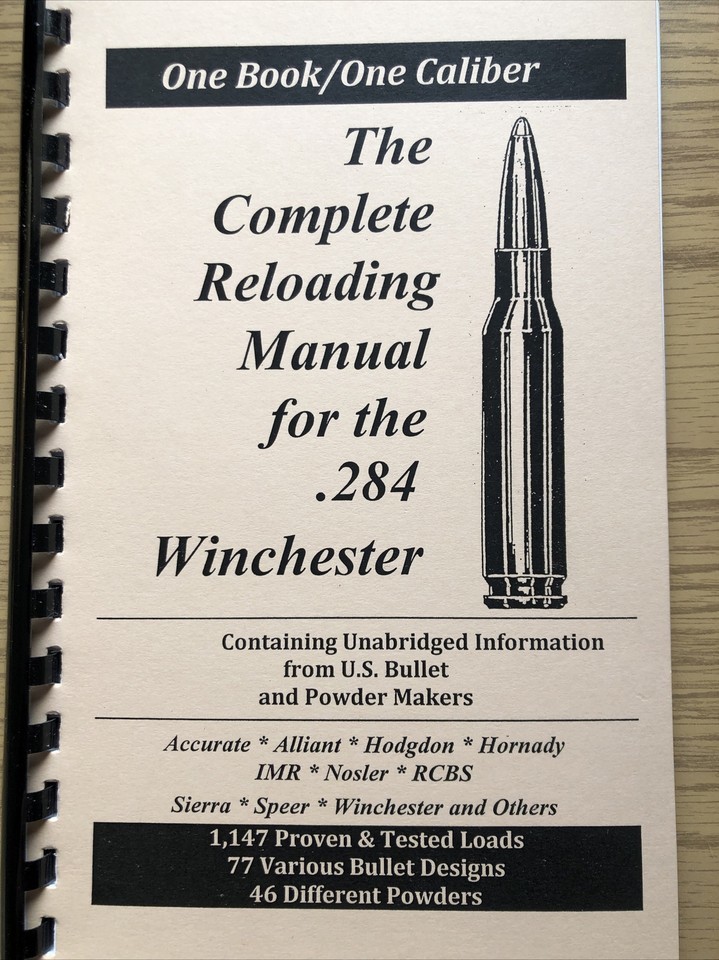 One Book/One Caliber
The
Complete
Reloading
Manual
for the
.284
Winchester
Containing Unabridged Information
from U.S. Bullet
and Powder Makers
Accurate * Alliant * Hodgdon * Hornady
IMR * Nosler * RCBS
Sierra * Speer * Winchester and Others
1,147 Proven & Tested Loads
77 Various Bullet Designs
46 Different Powders